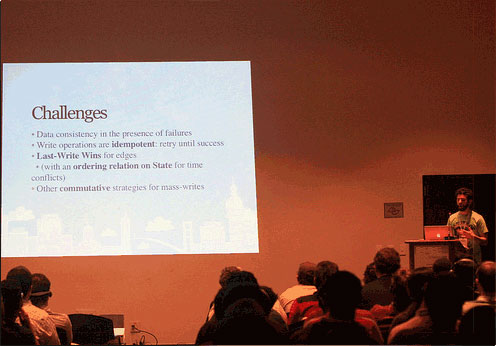 Challenges
• Data consistency in the presence of failures
• Write operations are idempotent: retry until success
• Last-Write Wins for edges
• (with an ordering relation on State for time
conflicts)
• Other commutative strategies for mass-writes